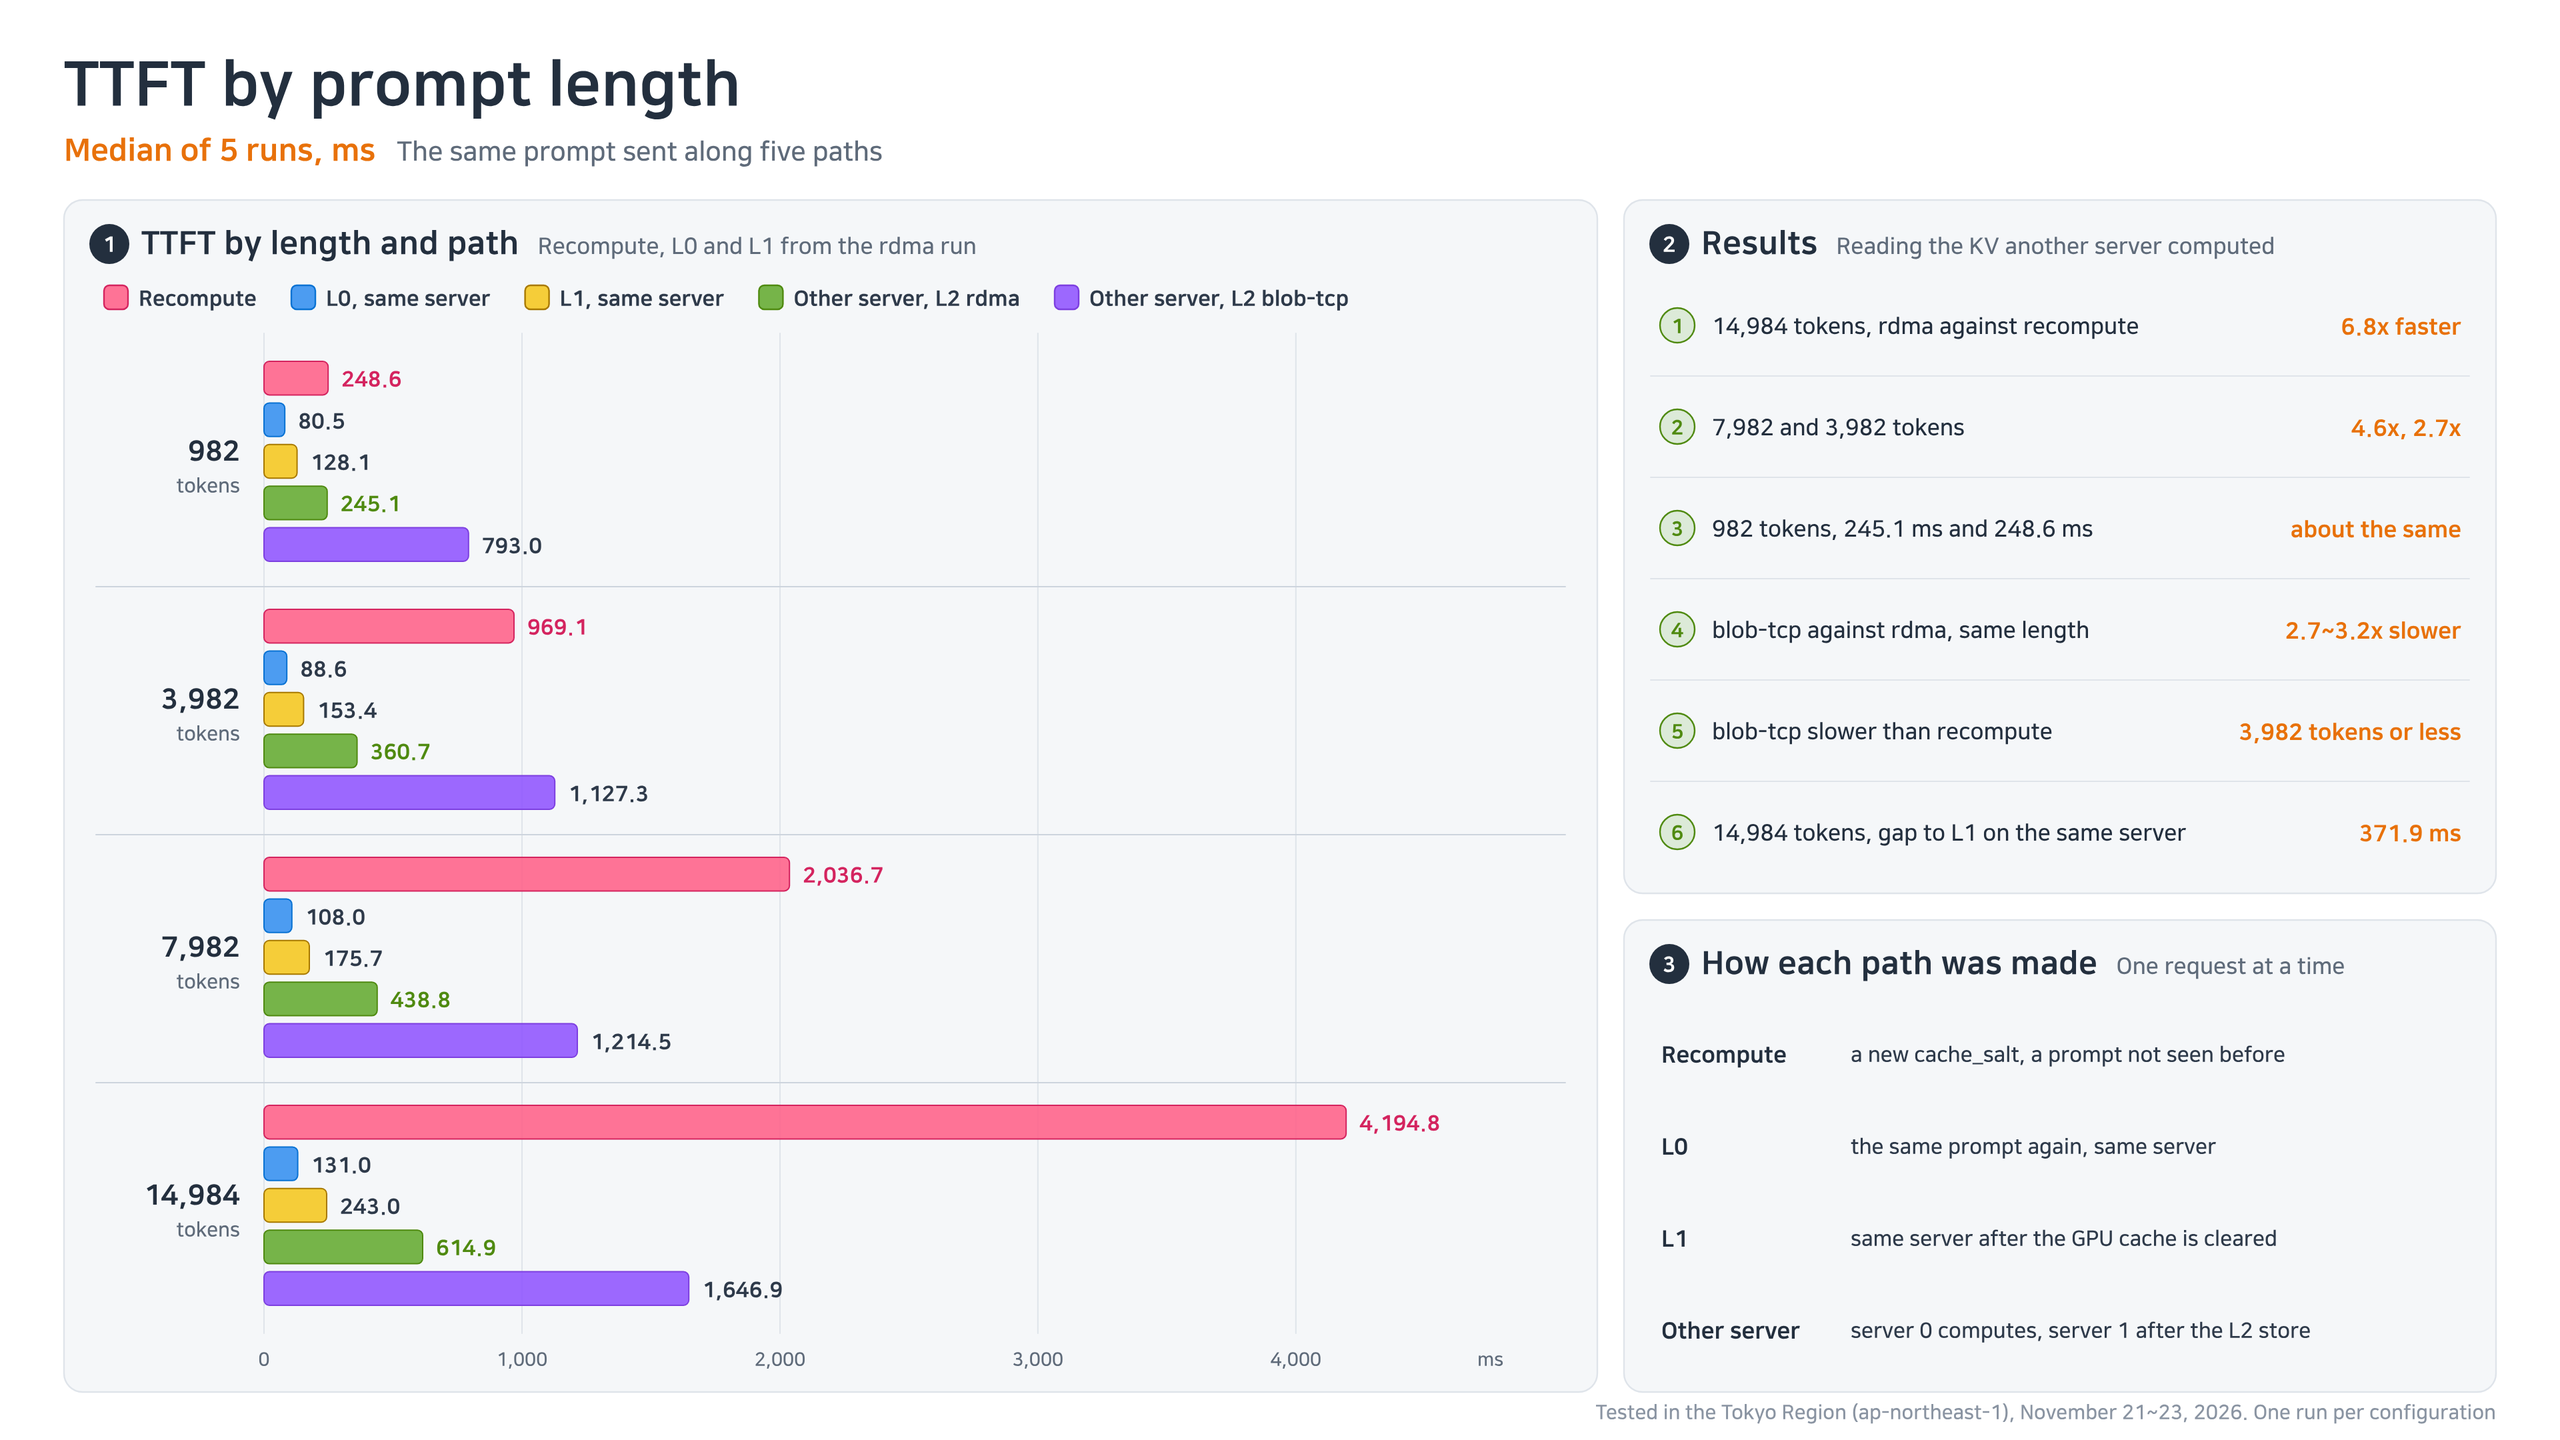 TTFT by prompt length
Median of 5 runs, ms The same prompt sent along five paths
1 TTFT by length and path Recompute, L0 and L1 from the rdma run
Recompute L0, same server L1, same server Other server, L2 rdma Other server, L2 blob-tcp
982 tokens
248.6
80.5
128.1
245.1
793.0
3,982 tokens
969.1
88.6
153.4
360.7
1,127.3
7,982 tokens
2,036.7
108.0
175.7
438.8
1,214.5
14,984 tokens
4,194.8
131.0
243.0
614.9
1,646.9
0 1,000 2,000 3,000 4,000 ms
2 Results Reading the KV another server computed
1 14,984 tokens, rdma against recompute 6.8x faster
2 7,982 and 3,982 tokens 4.6x, 2.7x
3 982 tokens, 245.1 ms and 248.6 ms about the same
4 blob-tcp against rdma, same length 2.7~3.2x slower
5 blob-tcp slower than recompute 3,982 tokens or less
6 14,984 tokens, gap to L1 on the same server 371.9 ms
3 How each path was made One request at a time
Recompute a new cache_salt, a prompt not seen before
L0 the same prompt again, same server
L1 same server after the GPU cache is cleared
Other server server 0 computes, server 1 after the L2 store
Tested in the Tokyo Region (ap-northeast-1), November 21~23, 2026. One run per configuration